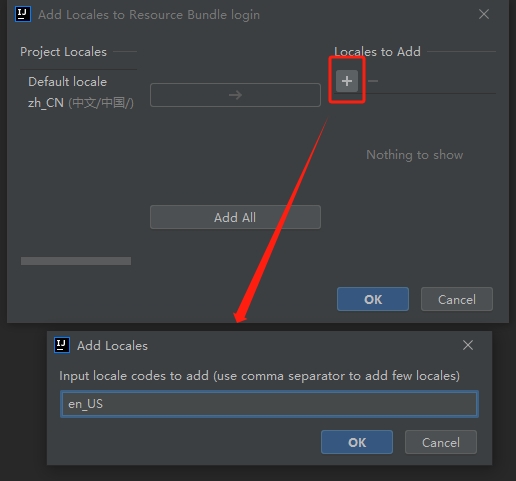 Add Locales to Resource Bundle login
Project Locales
Locales to Add
Default locale
zh_CN (中文/中国/)
Nothing to show
Add All
OK
Cancel
Add Locales
Input locale codes to add (use comma separator to add few locales)
en_US
OK
Cancel